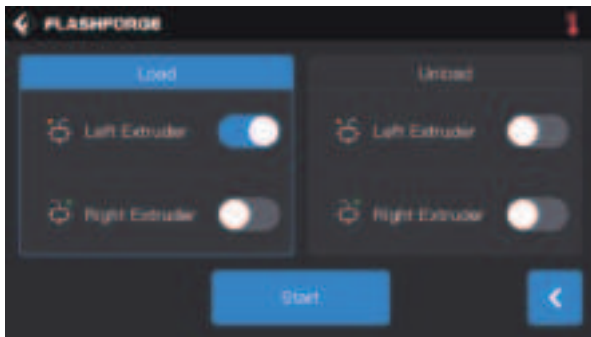 FLASHFORGE
Load
Unload
Left Extruder
Left Extruder
Right Extruder
Right Extruder
Start